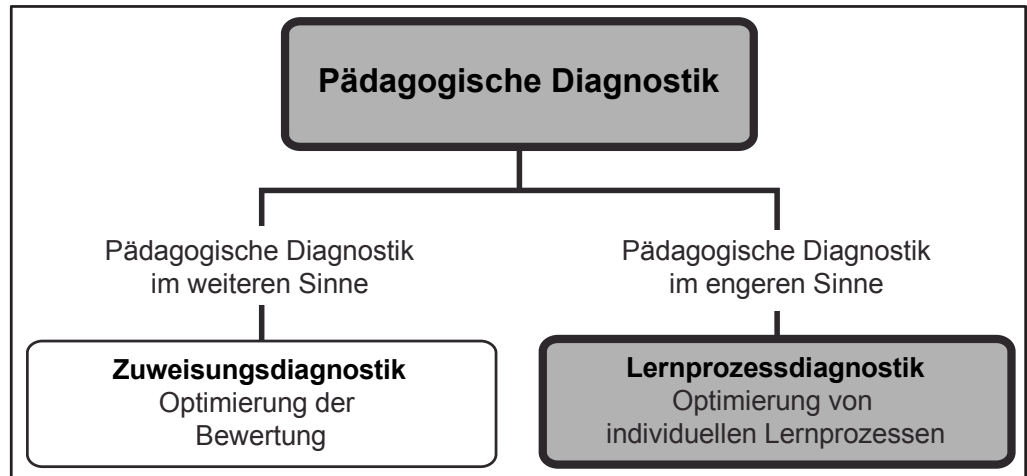 Pädagogische Diagnostik
Pädagogische Diagnostik
im weiteren Sinne
Pädagogische Diagnostik
im engeren Sinne
Zuweisungsdiagnostik
Optimierung der
Bewertung
Lernprozessdiagnostik
Optimierung von
individuellen Lernprozessen